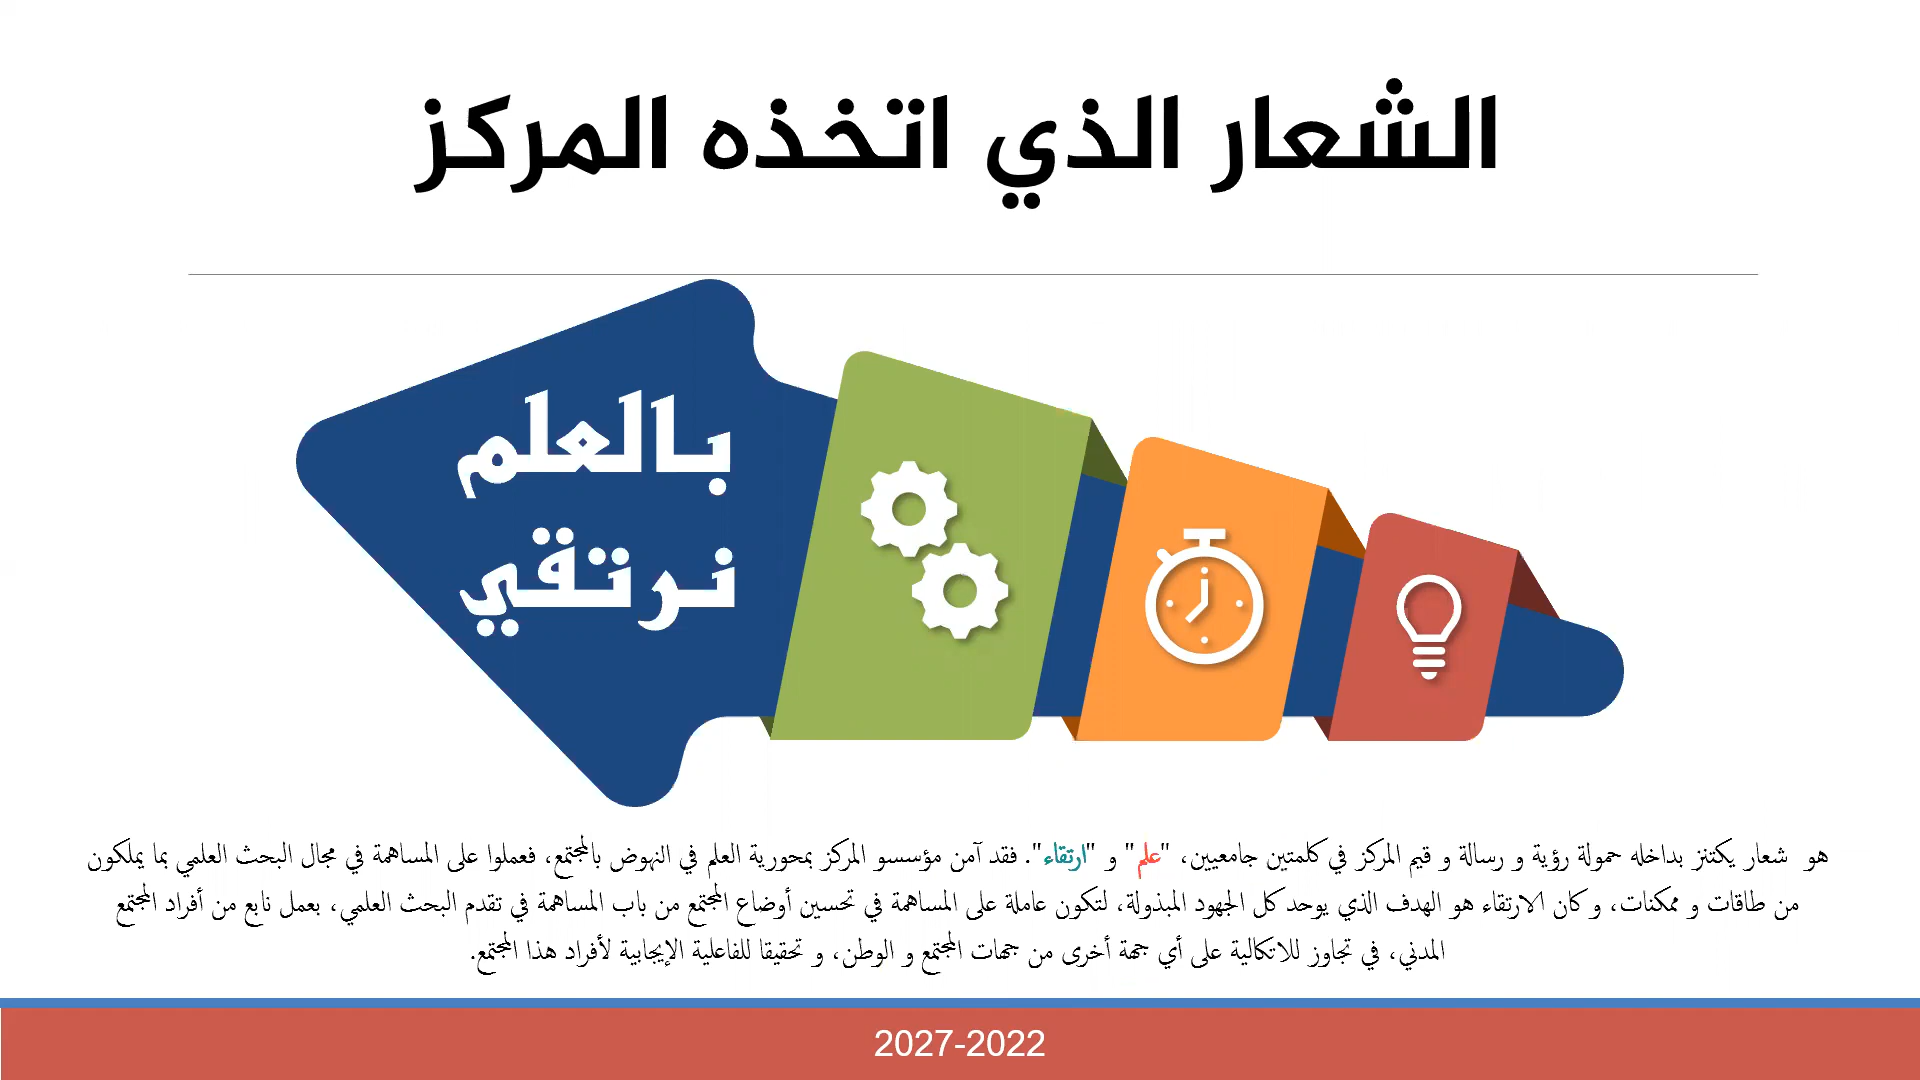 الشعار الذي اتخذه المركز
بالعلم
نرتقي
هو شعار يكتنز بداخله حمولة رؤية و رسالة و قيم المركز في كلمتين جامعيين، "علم" و "ارتقاء". فقد آمن مؤسسو المركز بمحورية العلم في النهوض بالمجتمع، فعملوا على المساهمة في مجال البحث العلمي بما يملكون
من طاقات و ممكنات، و كان الارتقاء هو الهدف الذي يوحد كل الجهود المبذولة، لتكون عاملة على المساهمة في تحسين أوضاع المجتمع من باب المساهمة في تقدم البحث العلمي، بعمل نابع من أفراد المجتمع
المدني، في تجاوز للاتكالية على أي جهة أخرى من جهات المجتمع و الوطن، و تحقيقا للفاعلية الإيجابية لأفراد هذا المجتمع.
2027-2022